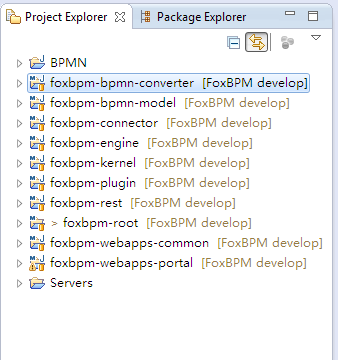 Project Explorer Package Explorer
BPMN
foxbpm-bpmn-converter [FoxBPM develop]
foxbpm-bpmn-model [FoxBPM develop]
foxbpm-connector [FoxBPM develop]
foxbpm-engine [FoxBPM develop]
foxbpm-kernel [FoxBPM develop]
foxbpm-plugin [FoxBPM develop]
foxbpm-rest [FoxBPM develop]
> foxbpm-root [FoxBPM develop]
foxbpm-webapps-common [FoxBPM develop]
foxbpm-webapps-portal [FoxBPM develop]
Servers